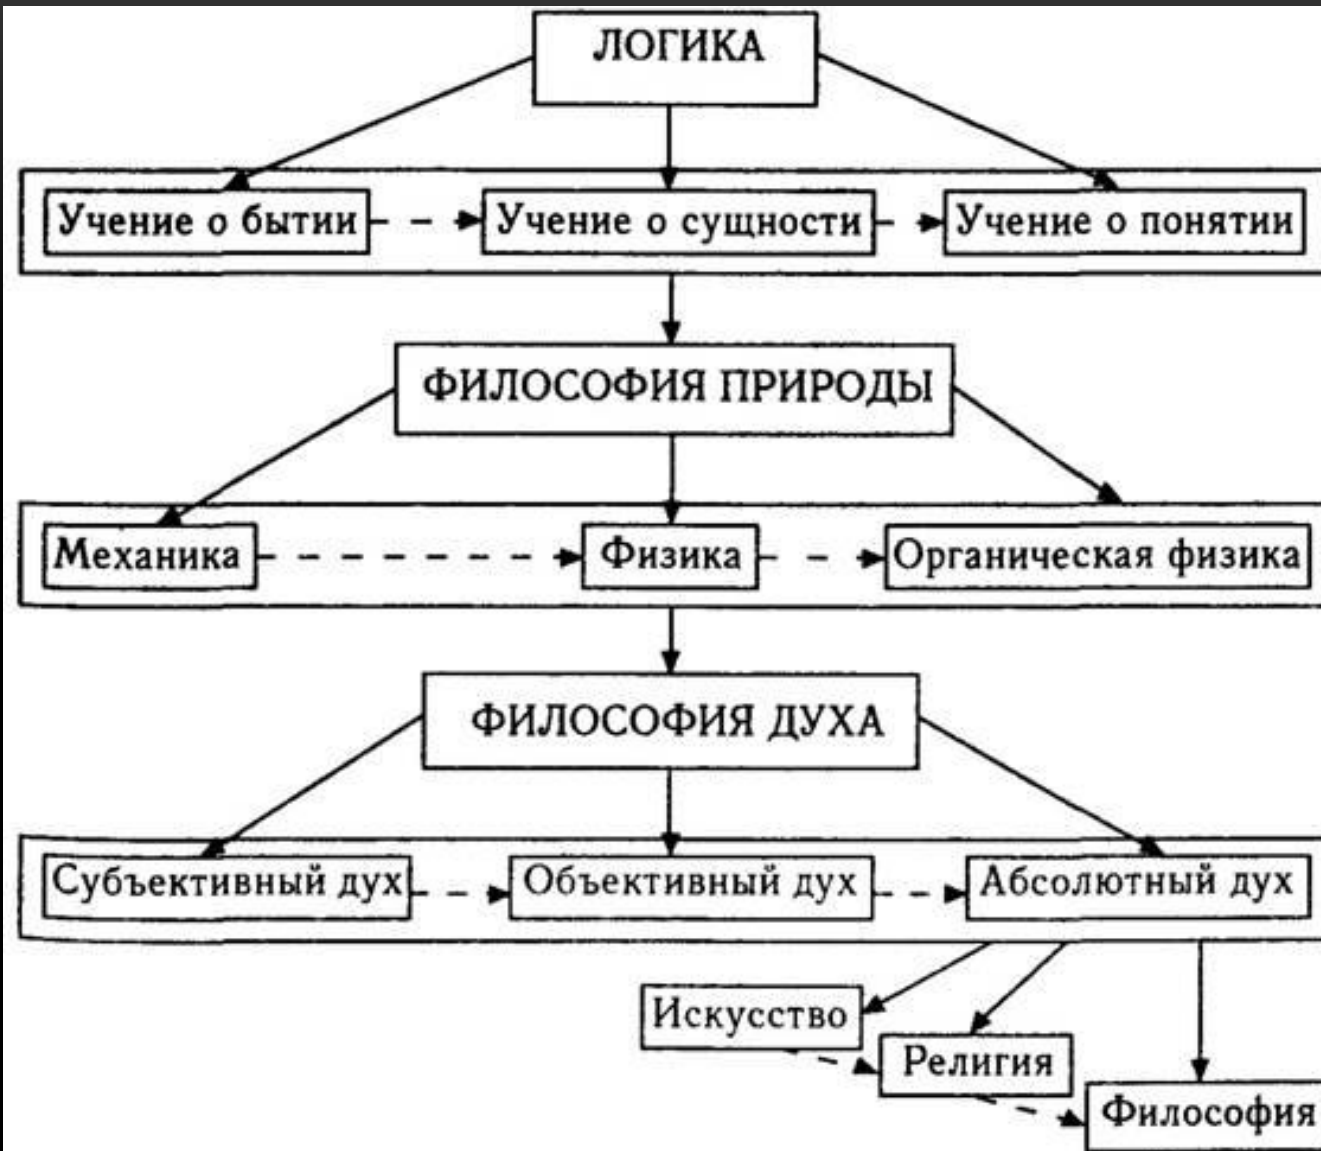 ЛОГИКА
Учение о бытии
Учение о сущности
Учение о понятии
ФИЛОСОФИЯ ПРИРОДЫ
Механика
Физика
Органическая физика
ФИЛОСОФИЯ ДУХА
Субъективный дух
Объективный дух
Абсолютный дух
Искусство
Религия
Философия